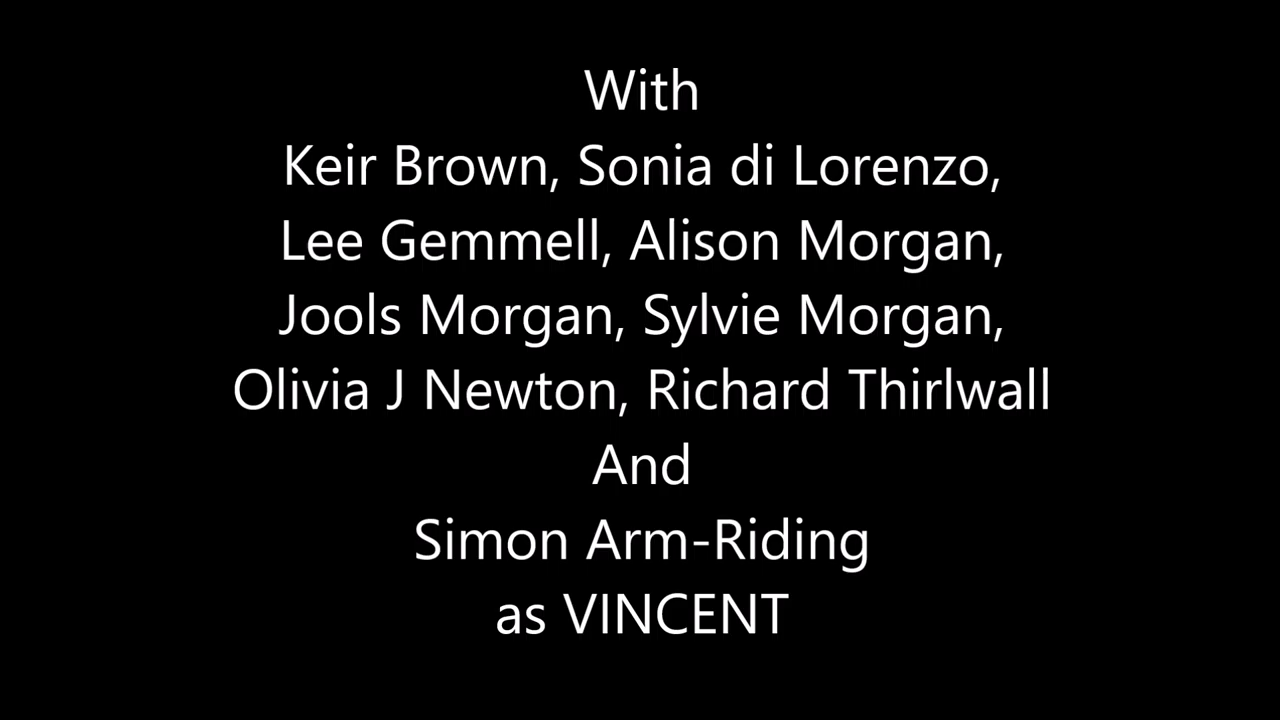 With
Keir Brown, Sonia di Lorenzo,
Lee Gemmell, Alison Morgan,
Jools Morgan, Sylvie Morgan,
Olivia J Newton, Richard Thirlwall
And
Simon Arm-Riding
as VINCENT